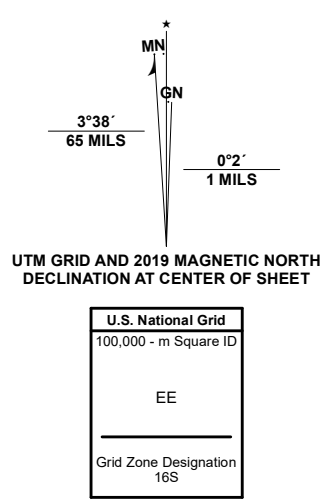 MN
GN
3°38´
65 MILS
0°2´
1 MILS
UTM GRID AND 2019 MAGNETIC NORTH
DECLINATION AT CENTER OF SHEET
U.S. National Grid
100,000 - m Square ID
EE
Grid Zone Designation
16S